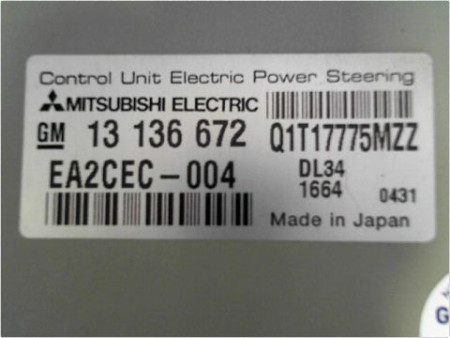 Control Unit Electric Power Steering
MITSUBISHI ELECTRIC
GM 13 136 672 Q1T17775MZZ
EA2CEC-004 DL34
1664 0431
Made in Japan
G